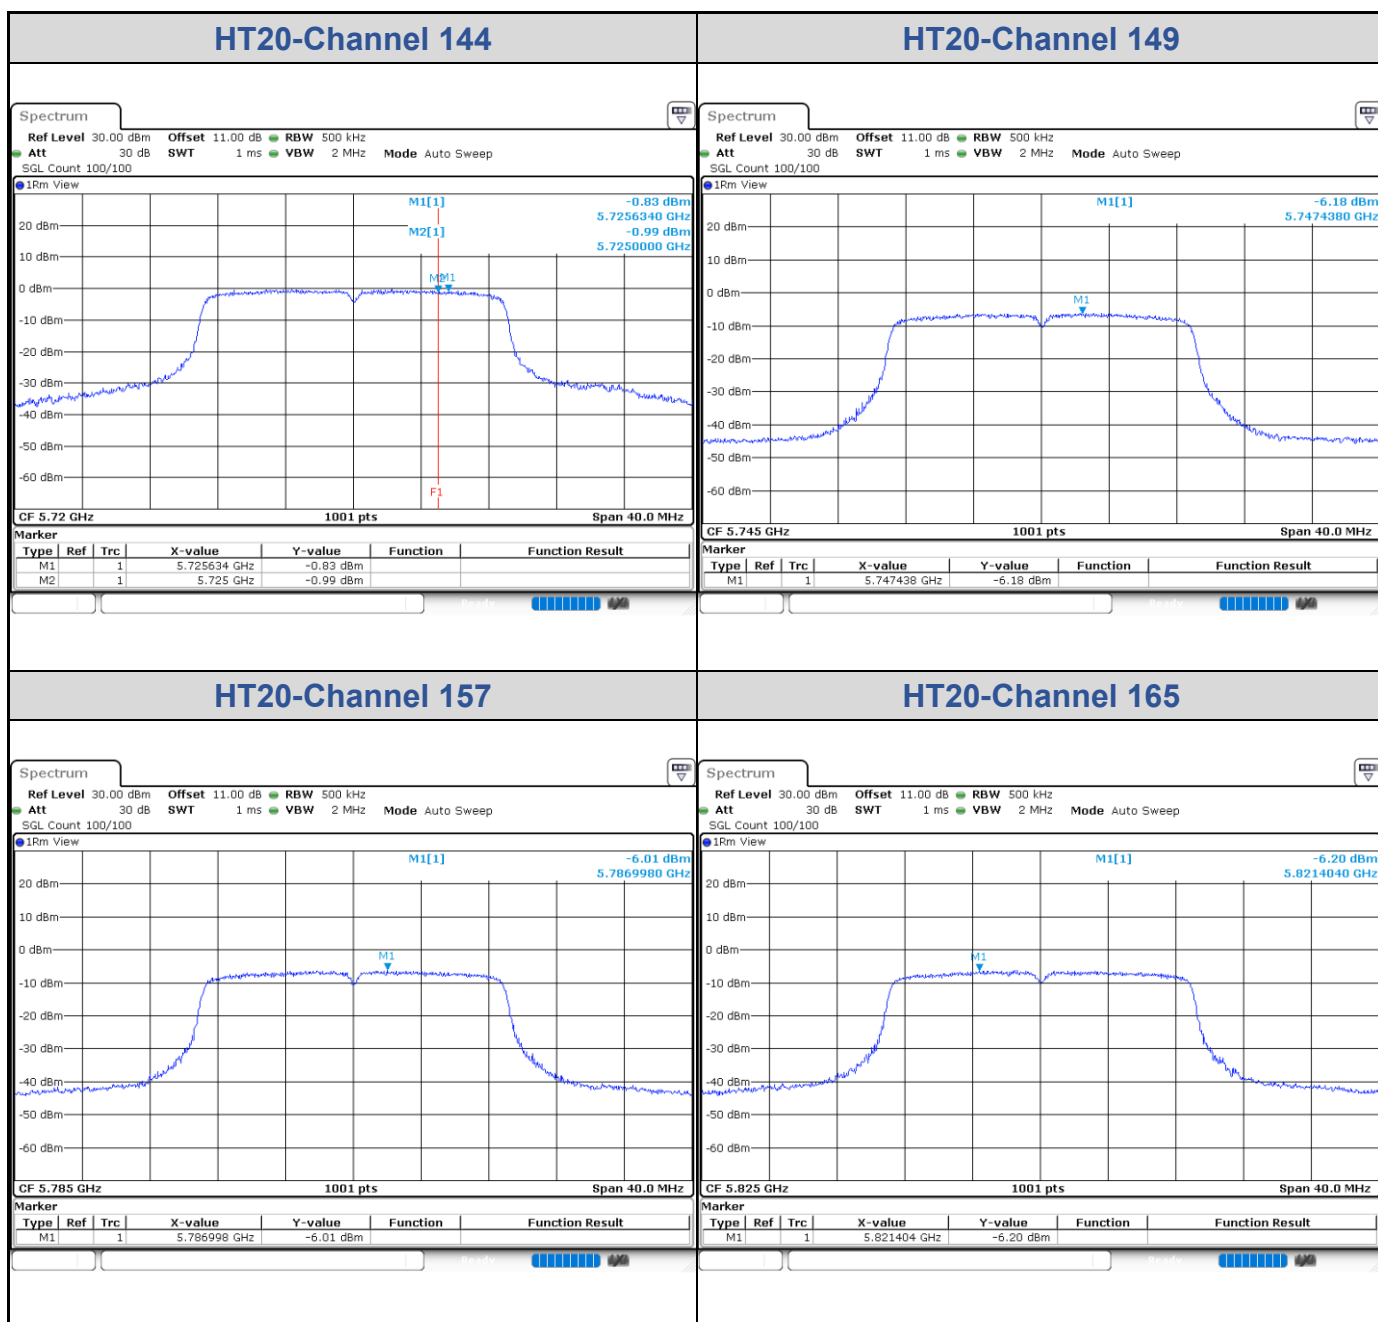 HT20-Channel 144
Spectrum
Ref Level 30.00 dBm Offset 11.00 dB RBW 500 kHz
Att 30 dB SWT 1 ms VBW 2 MHz Mode Auto Sweep
SGL Count 100/100
1Rm View
M1[1] -0.83 dBm
5.7256340 GHz
M2[1] -0.99 dBm
5.7250000 GHz
20 dBm
10 dBm
M2 M1
0 dBm
-10 dBm
-20 dBm
-30 dBm
-40 dBm
-50 dBm
-60 dBm
F1
CF 5.72 GHz 1001 pts Span 40.0 MHz
Marker
Type Ref Trc X-value Y-value Function Function Result
M1 1 5.725634 GHz -0.83 dBm
M2 1 5.725 GHz -0.99 dBm
HT20-Channel 149
Spectrum
Ref Level 30.00 dBm Offset 11.00 dB RBW 500 kHz
Att 30 dB SWT 1 ms VBW 2 MHz Mode Auto Sweep
SGL Count 100/100
1Rm View
M1[1] -6.18 dBm
5.7474380 GHz
20 dBm
10 dBm
0 dBm
M1
-10 dBm
-20 dBm
-30 dBm
-40 dBm
-50 dBm
-60 dBm
CF 5.745 GHz 1001 pts Span 40.0 MHz
Marker
Type Ref Trc X-value Y-value Function Function Result
M1 1 5.747438 GHz -6.18 dBm
HT20-Channel 157
Spectrum
Ref Level 30.00 dBm Offset 11.00 dB RBW 500 kHz
Att 30 dB SWT 1 ms VBW 2 MHz Mode Auto Sweep
SGL Count 100/100
1Rm View
M1[1] -6.01 dBm
5.7869980 GHz
20 dBm
10 dBm
0 dBm
M1
-10 dBm
-20 dBm
-30 dBm
-40 dBm
-50 dBm
-60 dBm
CF 5.785 GHz 1001 pts Span 40.0 MHz
Marker
Type Ref Trc X-value Y-value Function Function Result
M1 1 5.786998 GHz -6.01 dBm
HT20-Channel 165
Spectrum
Ref Level 30.00 dBm Offset 11.00 dB RBW 500 kHz
Att 30 dB SWT 1 ms VBW 2 MHz Mode Auto Sweep
SGL Count 100/100
1Rm View
M1[1] -6.20 dBm
5.8214040 GHz
20 dBm
10 dBm
0 dBm
M1
-10 dBm
-20 dBm
-30 dBm
-40 dBm
-50 dBm
-60 dBm
CF 5.825 GHz 1001 pts Span 40.0 MHz
Marker
Type Ref Trc X-value Y-value Function Function Result
M1 1 5.821404 GHz -6.20 dBm